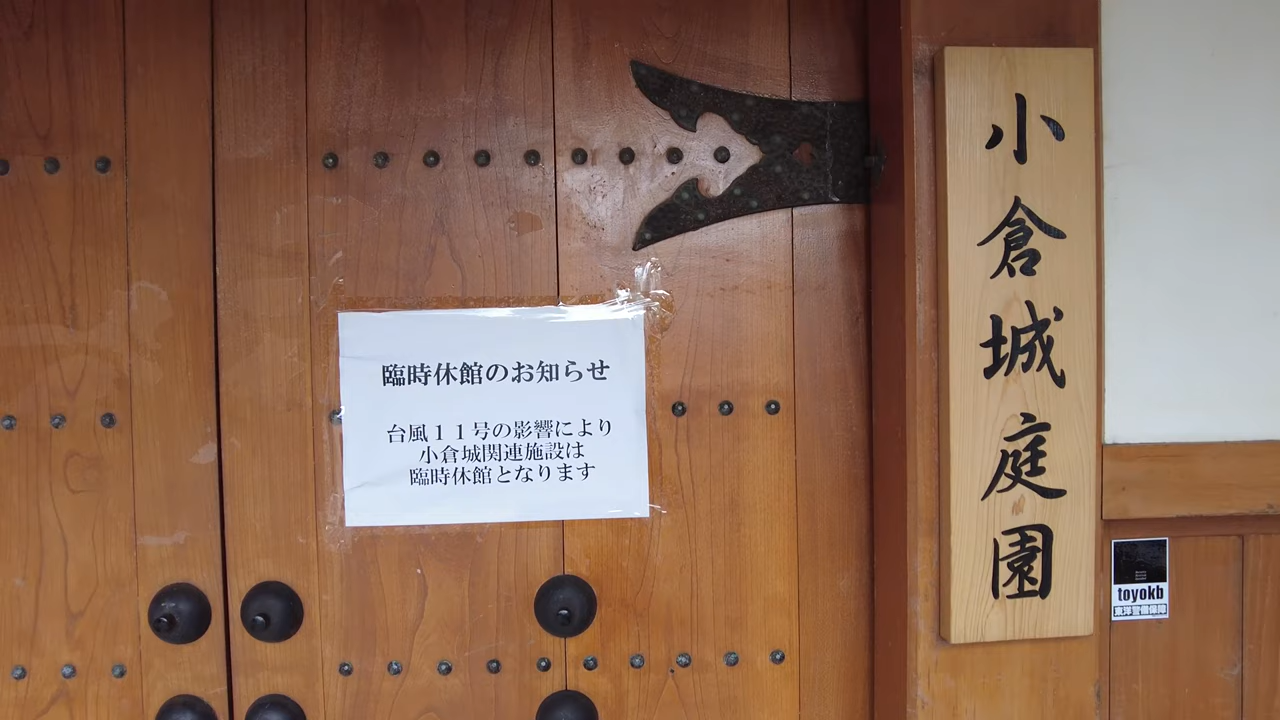 臨時休館のお知らせ
台風１１号の影響により
小倉城関連施設は
臨時休館となります
小倉城庭園
toyokb
東洋警備保障